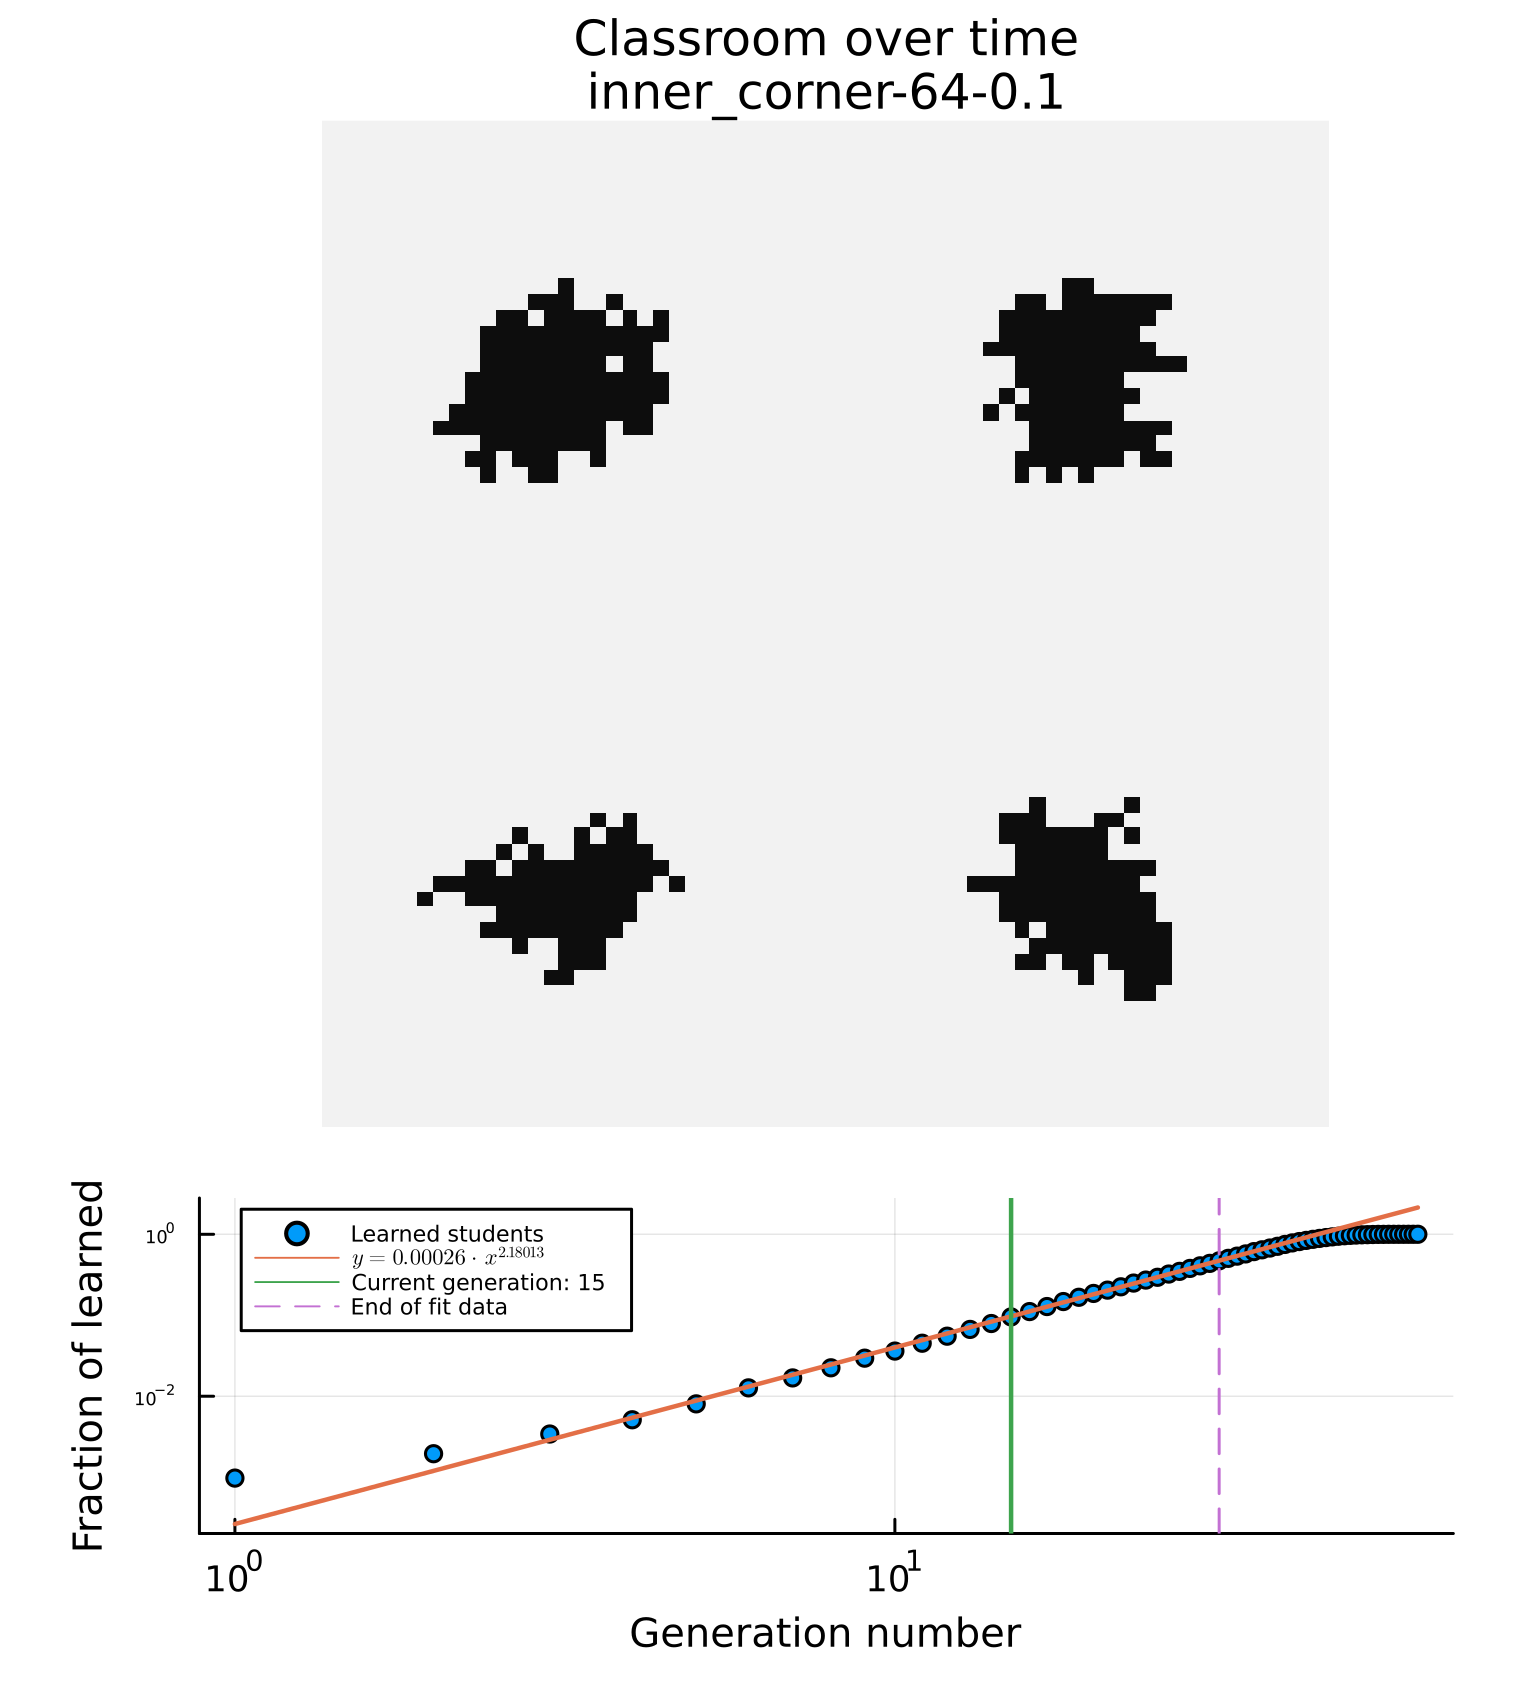 Classroom over time
inner_corner-64-0.1
Fraction of learned
10^0
10^−2
Learned students
y = 0.00026 · x^2.18013
Current generation: 15
End of fit data
10^0
10^1
Generation number